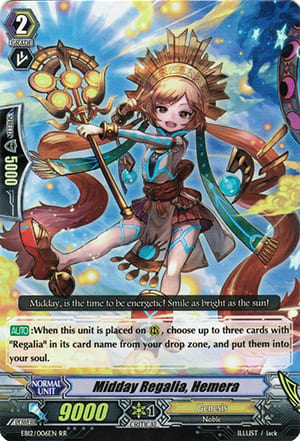 2
GRADE
5000
Midday, is the time to be energetic! Smile as bright as the sun!
AUTO:When this unit is placed on , choose up to three cards with
"Regalia" in its card name from your drop zone, and put them into
your soul.
NORMAL
UNIT
Midday Regalia, Hemera
POWER
9000
1
CRITICAL
Genesis
Noble
EB12/006EN RR
ILLUST / lack